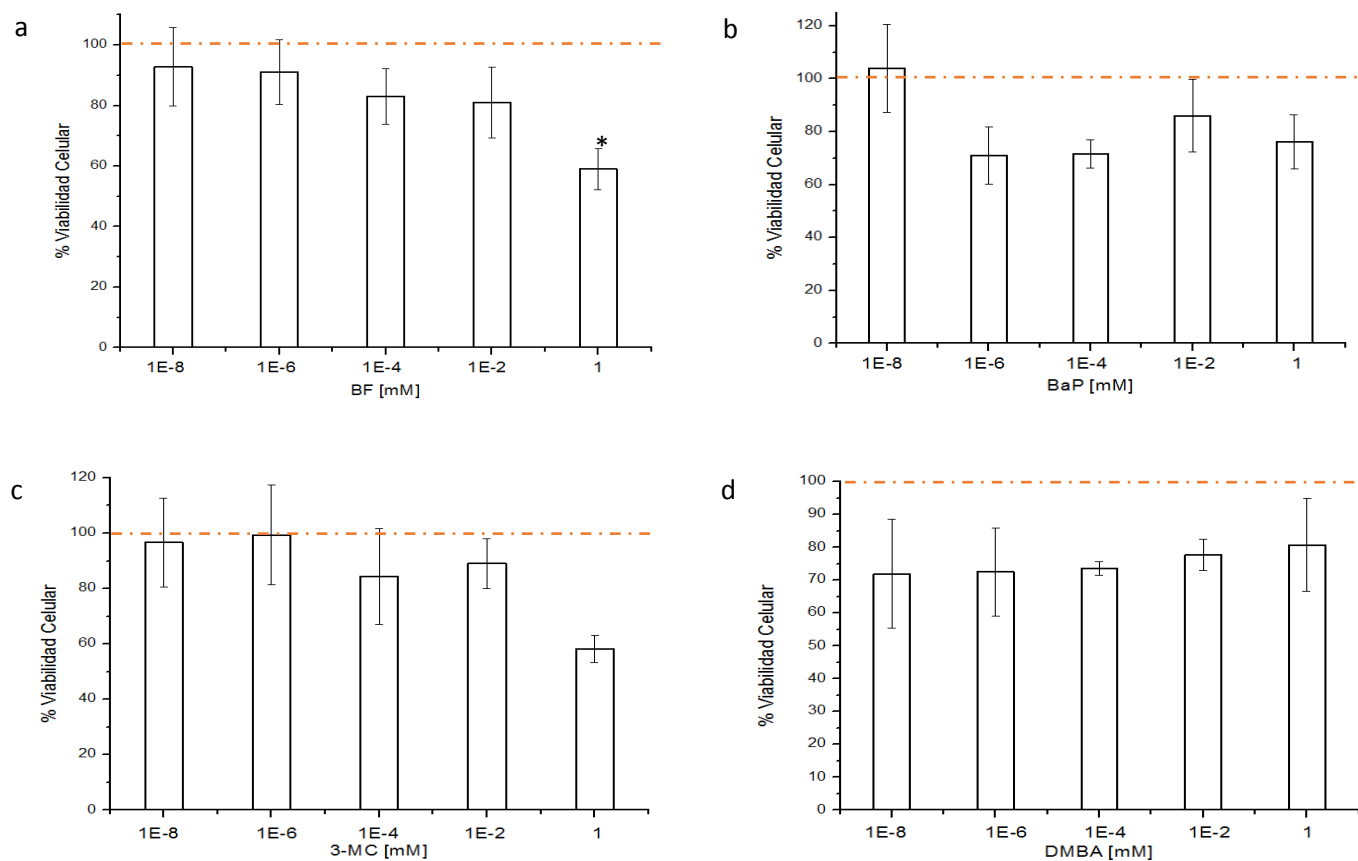 a
% Viabilidad Celular
100
80
60
40
20
0
*
1E-8 1E-6 1E-4 1E-2 1
BF [mM]
b
% Viabilidad Celular
120
100
80
60
40
20
0
1E-8 1E-6 1E-4 1E-2 1
BaP [mM]
c
% Viabilidad Celular
120
100
80
60
40
20
0
1E-8 1E-6 1E-4 1E-2 1
3-MC [mM]
d
% Viabilidad Celular
100
90
80
70
60
50
40
30
20
10
0
1E-8 1E-6 1E-4 1E-2 1
DMBA [mM]